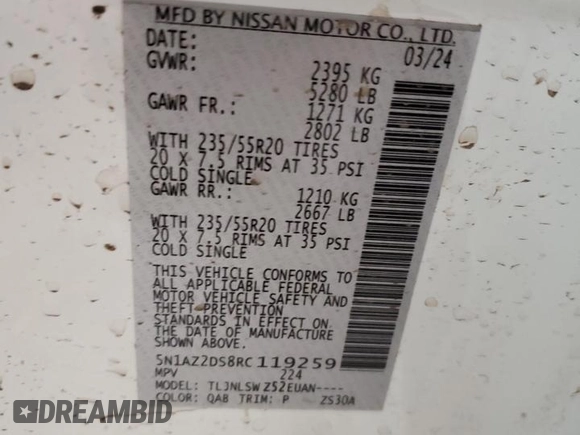 MFD BY NISSAN MOTOR CO., LTD.
DATE: 03/24
GVWR: 2395 KG
5280 LB
GAWR FR.: 1271 KG
2802 LB
WITH 235/55R20 TIRES
20 X 7.5 RIMS AT 35 PSI
COLD SINGLE
GAWR RR.: 1210 KG
2667 LB
WITH 235/55R20 TIRES
20 X 7.5 RIMS AT 35 PSI
COLD SINGLE
THIS VEHICLE CONFORMS TO
ALL APPLICABLE FEDERAL
MOTOR VEHICLE SAFETY AND
THEFT PREVENTION
STANDARDS IN EFFECT ON
THE DATE OF MANUFACTURE
SHOWN ABOVE.
5N1AZ2DS8RC119259
MPV 224
MODEL: TLJNLSWZ52EUAN----
COLOR: QAB TRIM: P ZS30A
DREAMBID